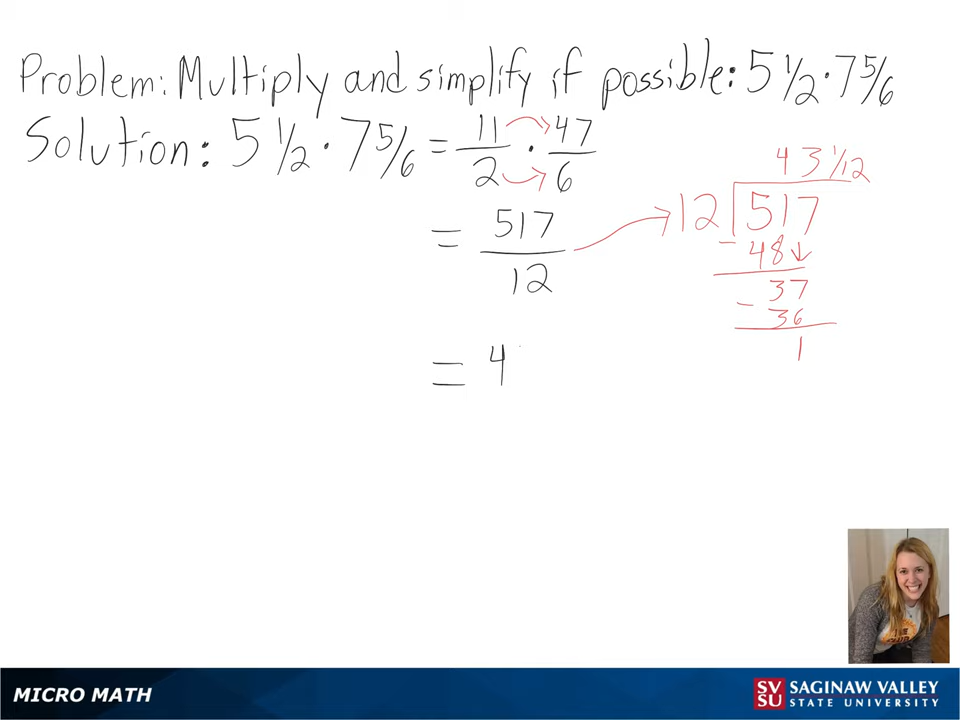 Problem: Multiply and simplify if possible: 5 1/2 · 7 5/6
Solution: 5 1/2 · 7 5/6 = 11/2 · 47/6
= 517/12
= 4
43 1/12
12 517
- 48
37
- 36
1
MICRO MATH
SV SU SAGINAW VALLEY
STATE UNIVERSITY